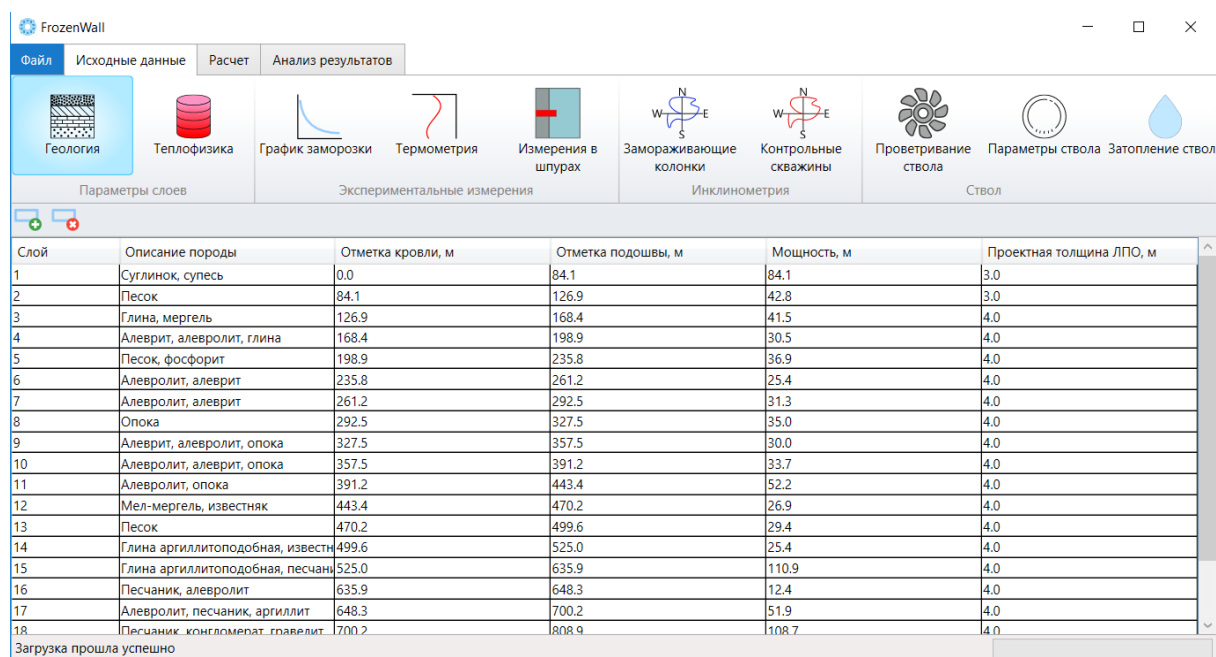 FrozenWall
Файл Исходные данные Расчет Анализ результатов
N N
W E W E
S S
Геология Теплофизика График заморозки Термометрия Измерения в шпурах Замораживающие колонки Контрольные скважины Проветривание ствола Параметры ствола Затопление ствол
Параметры слоев Экспериментальные измерения Инклинометрия Ствол
Слой Описание породы Отметка кровли, м Отметка подошвы, м Мощность, м Проектная толщина ЛПО, м
1 Суглинок, супесь 0.0 84.1 84.1 3.0
2 Песок 84.1 126.9 42.8 3.0
3 Глина, мергель 126.9 168.4 41.5 4.0
4 Алеврит, алевролит, глина 168.4 198.9 30.5 4.0
5 Песок, фосфорит 198.9 235.8 36.9 4.0
6 Алевролит, алеврит 235.8 261.2 25.4 4.0
7 Алевролит, алеврит 261.2 292.5 31.3 4.0
8 Опока 292.5 327.5 35.0 4.0
9 Алеврит, алевролит, опока 327.5 357.5 30.0 4.0
10 Алевролит, алеврит, опока 357.5 391.2 33.7 4.0
11 Алевролит, опока 391.2 443.4 52.2 4.0
12 Мел-мергель, известняк 443.4 470.2 26.9 4.0
13 Песок 470.2 499.6 29.4 4.0
14 Глина аргиллитоподобная, известн 499.6 525.0 25.4 4.0
15 Глина аргиллитоподобная, песчани 525.0 635.9 110.9 4.0
16 Песчаник, алевролит 635.9 648.3 12.4 4.0
17 Алевролит, песчаник, аргиллит 648.3 700.2 51.9 4.0
18 Песчаник, конгломерат, гравелит 700.2 808.9 108.7 4.0
Загрузка прошла успешно